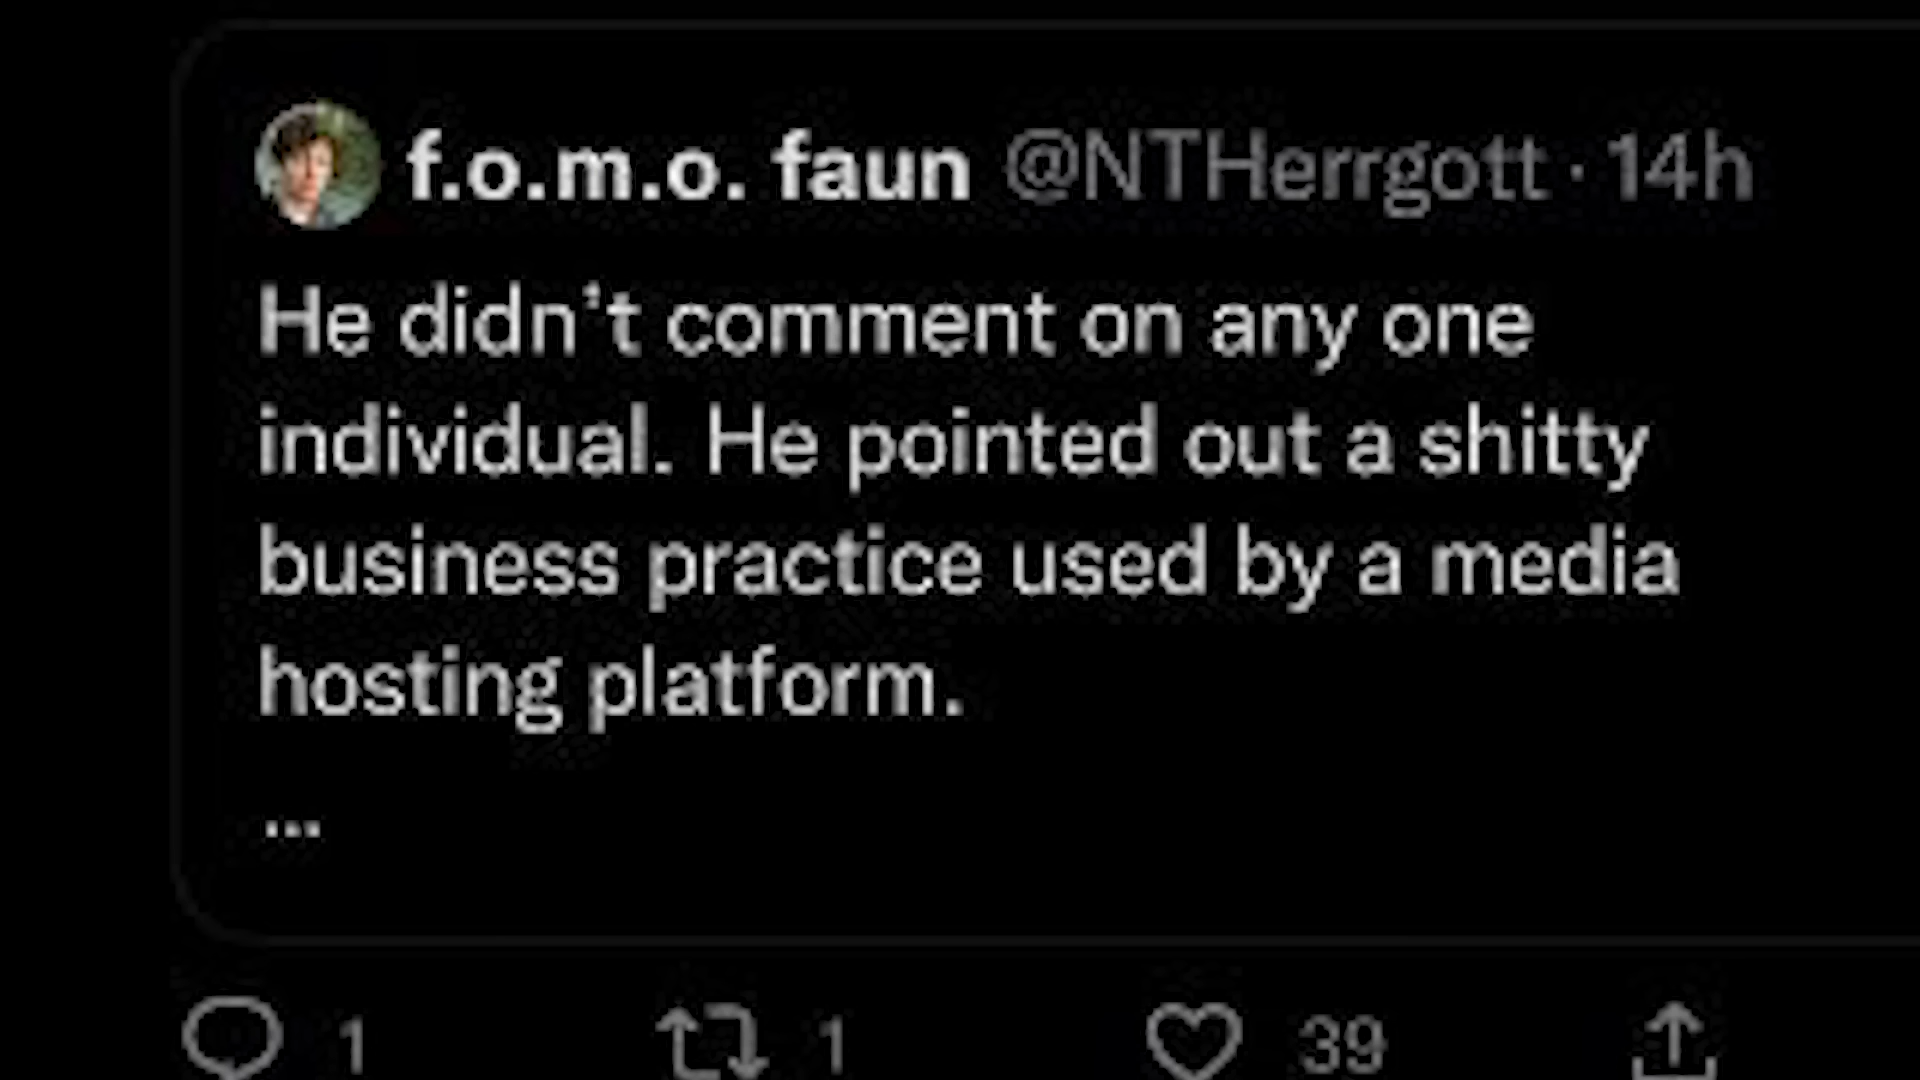 f.o.m.o. faun @NTHerrgott · 14h
He didn't comment on any one
individual. He pointed out a shitty
business practice used by a media
hosting platform.
...
1 1 39